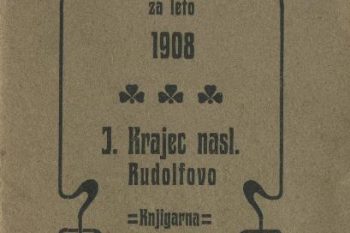 za leto
1908
J. Krajec nasl.
Rudolfovo
=Knjigarna=